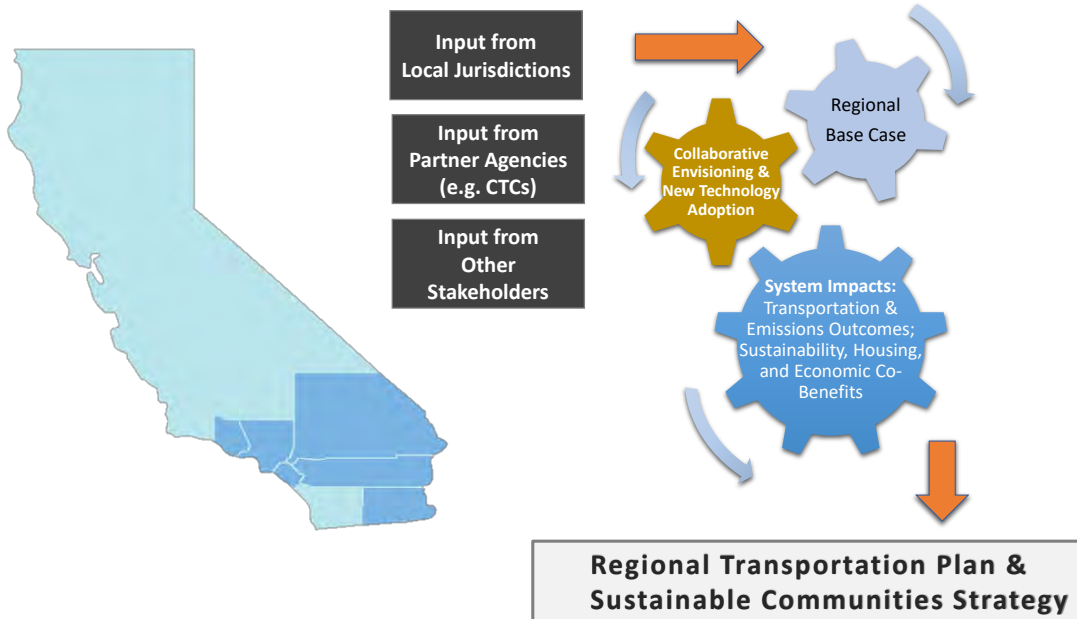 Input from
Local Jurisdictions
Input from
Partner Agencies
(e.g. CTCs)
Input from
Other
Stakeholders
Regional
Base Case
Collaborative
Envisioning &
New Technology
Adoption
System Impacts:
Transportation &
Emissions Outcomes;
Sustainability, Housing,
and Economic Co-
Benefits
Regional Transportation Plan &
Sustainable Communities Strategy